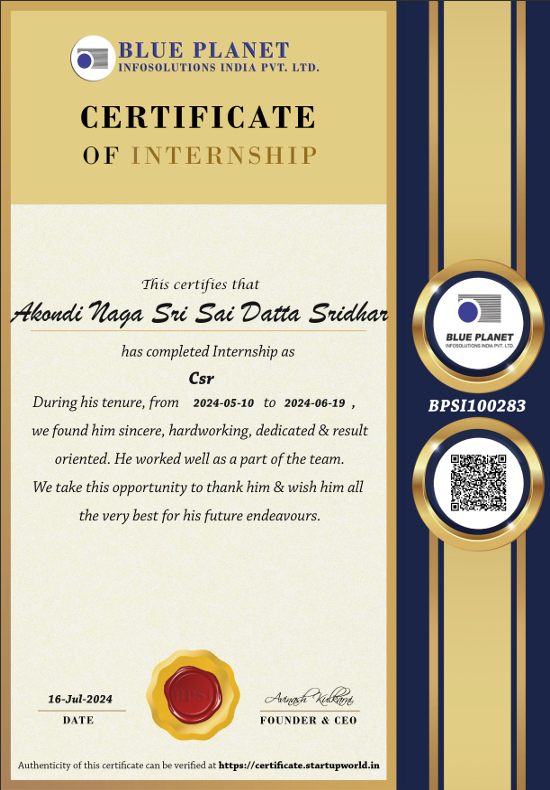 BLUE PLANET
INFOSOLUTIONS INDIA PVT. LTD.
CERTIFICATE
OF INTERNSHIP
This certifies that
Akondi Naga Sri Sai Datta Sridhar
has completed Internship as
Csr
During his tenure, from 2024-05-10 to 2024-06-19 ,
we found him sincere, hardworking, dedicated & result
oriented. He worked well as a part of the team.
We take this opportunity to thank him & wish him all
the very best for his future endeavours.
BPSI
16-Jul-2024
DATE
Avinash Kulkarni
FOUNDER & CEO
Authenticity of this certificate can be verified at https://certificate.startupworld.in
BLUE PLANET
INFOSOLUTIONS INDIA PVT. LTD.
BPSI100283